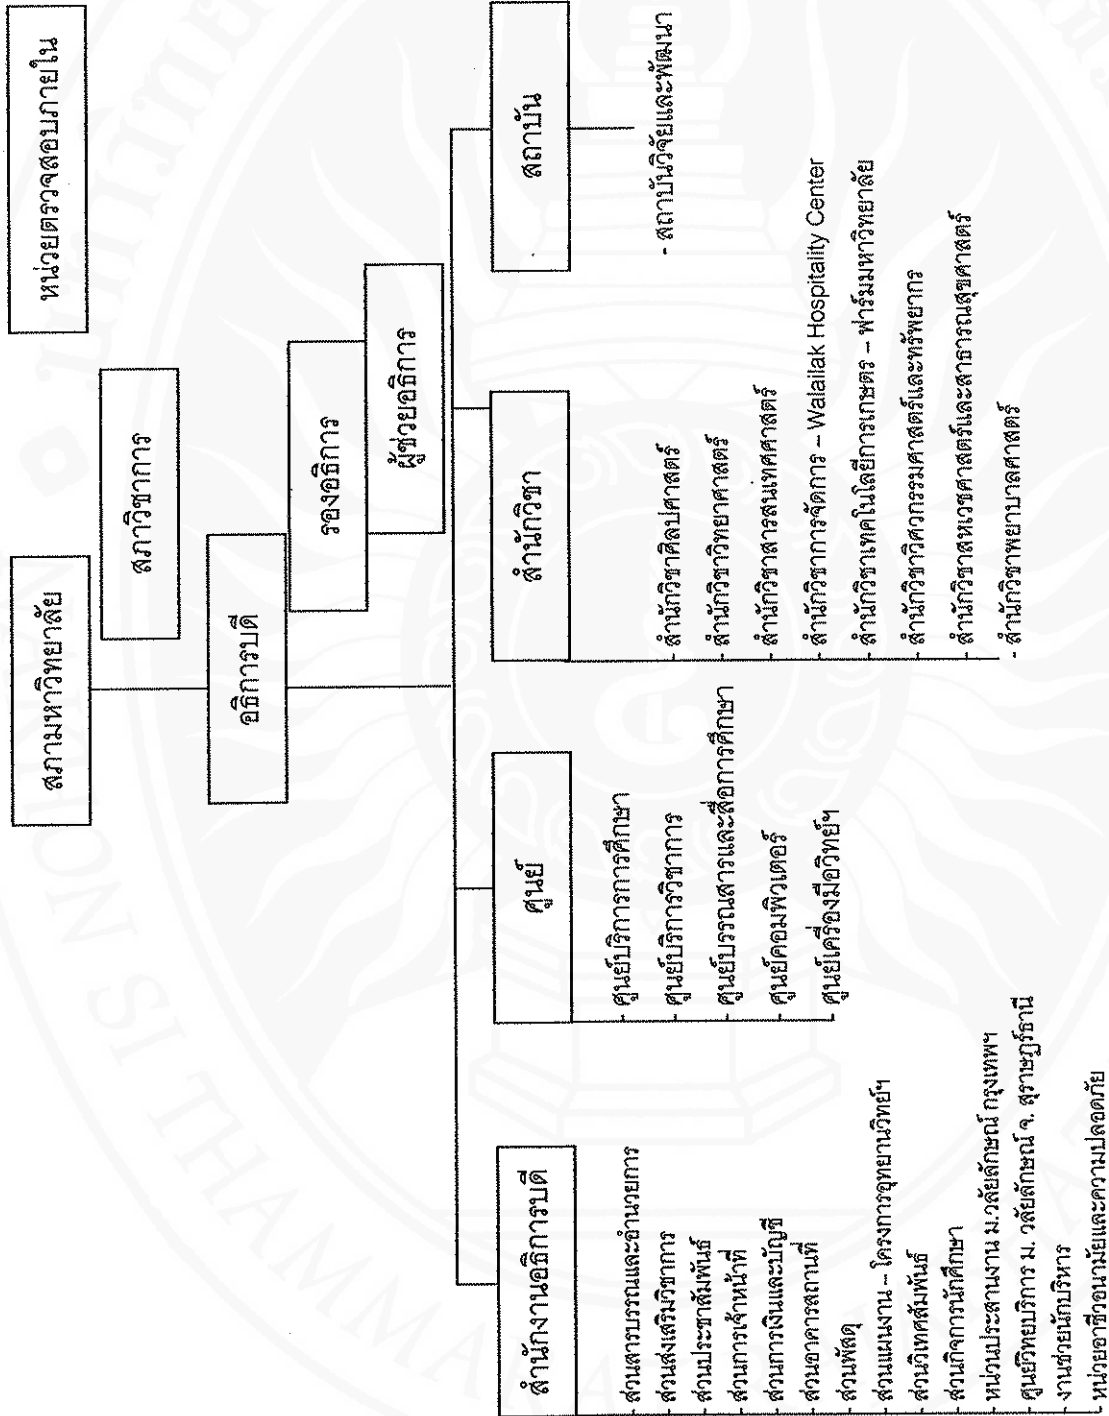 หน่วยตรวจสอบภายใน
สภามหาวิทยาลัย
สภาวิชาการ
อธิการบดี
รองอธิการ
ผู้ช่วยอธิการ
สำนักงานอธิการบดี
- ส่วนสารบรรณและอำนวยการ
- ส่วนส่งเสริมวิชาการ
- ส่วนประชาสัมพันธ์
- ส่วนการเจ้าหน้าที่
- ส่วนการเงินและบัญชี
- ส่วนอาคารสถานที่
- ส่วนพัสดุ
- ส่วนแผนงาน – โครงการอุทยานวิทย์ฯ
- ส่วนวิเทศสัมพันธ์
- ส่วนกิจการนักศึกษา
- หน่วนประสานงาน ม.วลัยลักษณ์ กรุงเทพฯ
- ศูนย์วิทยบริการ ม. วลัยลักษณ์ จ. สุราษฎร์ธานี
- งานช่วยนักบริหาร
- หน่วยอาชีวอนามัยและความปลอดภัย
ศูนย์
- ศูนย์บริการการศึกษา
- ศูนย์บริการวิชาการ
- ศูนย์บรรณสารและสื่อการศึกษา
- ศูนย์คอมพิวเตอร์
- ศูนย์เครื่องมือวิทย์ฯ
สำนักวิชา
- สำนักวิชาศิลปศาสตร์
- สำนักวิชาวิทยาศาสตร์
- สำนักวิชาสารสนเทศศาสตร์
- สำนักวิชาการจัดการ – Walailak Hospitality Center
- สำนักวิชาเทคโนโลยีการเกษตร – ฟาร์มมหาวิทยาลัย
- สำนักวิชาวิศวกรรมศาสตร์และทรัพยากร
- สำนักวิชาสหเวชศาสตร์และสาธารณสุขศาสตร์
- สำนักวิชาพยาบาลศาสตร์
สถาบัน
- สถาบันวิจัยและพัฒนา